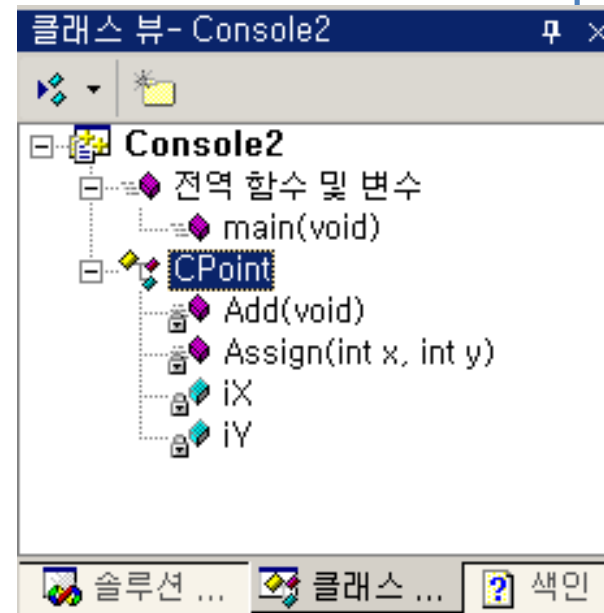 클래스 뷰- Console2
Console2
전역 함수 및 변수
main(void)
CPoint
Add(void)
Assign(int x, int y)
iX
iY
솔루션 ... 클래스 ... 색인